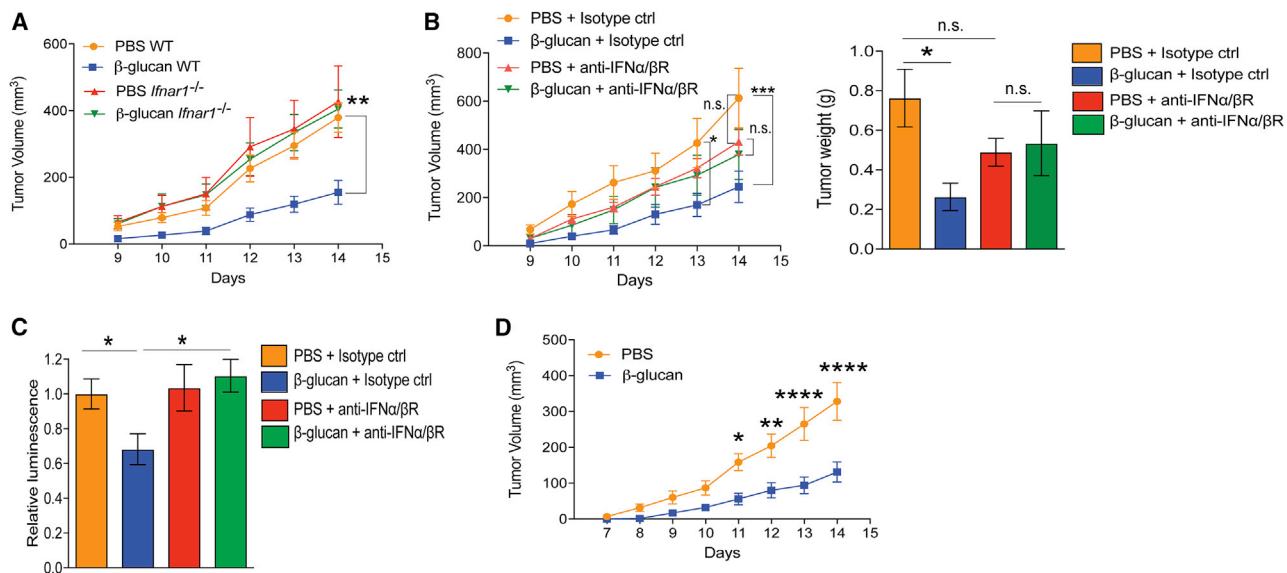 A
PBS WT
β-glucan WT
PBS Ifnar1-/-
β-glucan Ifnar1-/-
Tumor Volume (mm3)
600
400
200
0
**
9 10 11 12 13 14 15
Days
B
PBS + Isotype ctrl
β-glucan + Isotype ctrl
PBS + anti-IFNα/βR
β-glucan + anti-IFNα/βR
Tumor Volume (mm3)
800
600
400
200
0
n.s.
*
***
n.s.
9 10 11 12 13 14 15
Days
Tumor weight (g)
1.0
0.8
0.6
0.4
0.2
0.0
n.s.
*
n.s.
PBS + Isotype ctrl
β-glucan + Isotype ctrl
PBS + anti-IFNα/βR
β-glucan + anti-IFNα/βR
C
Relative luminescence
1.2
1.0
0.8
0.6
0.4
0.2
0.0
*
*
PBS + Isotype ctrl
β-glucan + Isotype ctrl
PBS + anti-IFNα/βR
β-glucan + anti-IFNα/βR
D
PBS
β-glucan
Tumor Volume (mm3)
500
400
300
200
100
0
*
**
****
****
7 8 9 10 11 12 13 14 15
Days